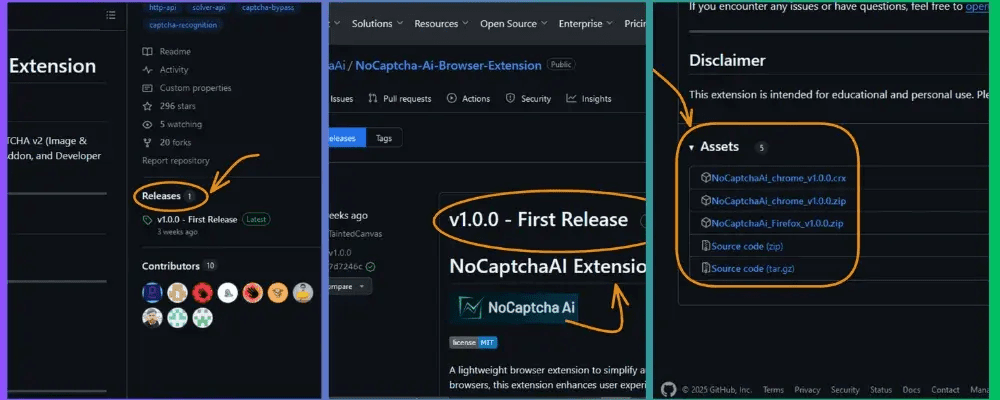 http-api solver-api captcha-bypass
captcha-recognition
Extension
Readme
Activity
Custom properties
296 stars
5 watching
20 forks
Report repository
TCHA v2 (Image &
ddon, and Developer
Releases 1
v1.0.0 - First Release Latest
3 weeks ago
Contributors 10
Solutions Resources Open Source Enterprise Pricin
aAi / NoCaptcha-Ai-Browser-Extension Public
Issues Pull requests Actions Security Insights
eleases Tags
weeks ago
TaintedCanvas
v1.0.0
7d7246c
ompare
v1.0.0 - First Release
NoCaptchaAI Extensio
NoCaptcha Ai
license MIT
A lightweight browser extension to simplify a
browsers, this extension enhances user experi
If you encounter any issues or have questions, feel free to open
Disclaimer
This extension is intended for educational and personal use. Ple
Assets 5
NoCaptchaAi_chrome_v1.0.0.crx
NoCaptchaAi_chrome_v1.0.0.zip
NoCaptchaAi_Firefox_v1.0.0.zip
Source code (zip)
Source code (tar.gz)
© 2025 GitHub, Inc. Terms Privacy Security Status Docs Contact Mana